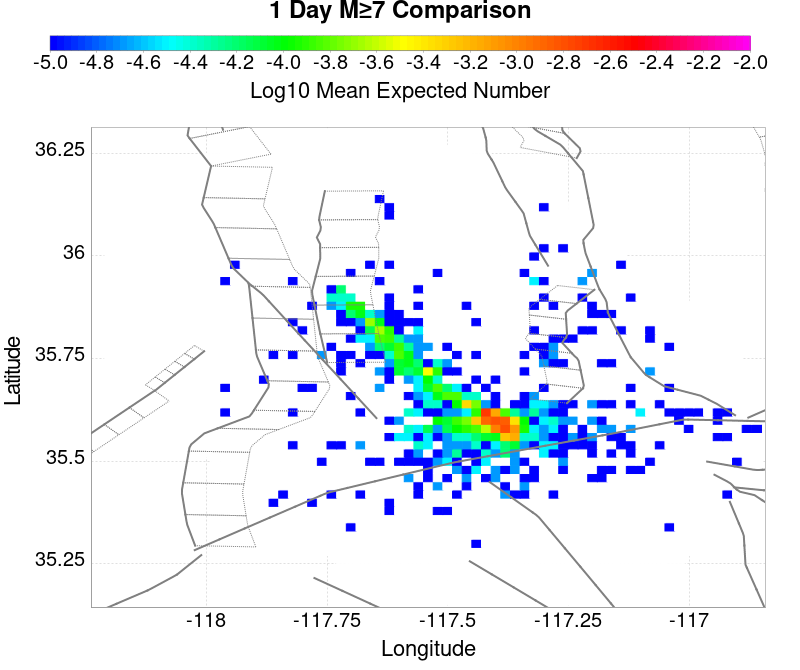 1 Day M≥7 Comparison
-5.0 -4.8 -4.6 -4.4 -4.2 -4.0 -3.8 -3.6 -3.4 -3.2 -3.0 -2.8 -2.6 -2.4 -2.2 -2.0
Log10 Mean Expected Number
36.25
36
35.75
35.5
35.25
Latitude
-118 -117.75 -117.5 -117.25 -117
Longitude